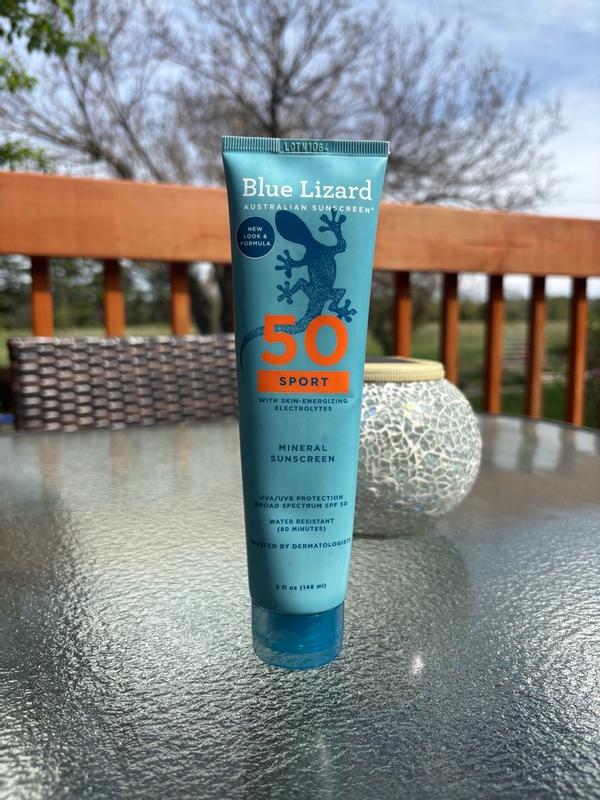 LOTN1064
Blue Lizard
AUSTRALIAN SUNSCREEN®
NEW
LOOK &
FORMULA
50
SPORT
WITH SKIN-ENERGIZING
ELECTROLYTES
MINERAL
SUNSCREEN
UVA/UVB PROTECTION
BROAD SPECTRUM SPF 50
WATER RESISTANT
(80 MINUTES)
TRUSTED BY DERMATOLOGISTS
5 fl oz (148 ml)